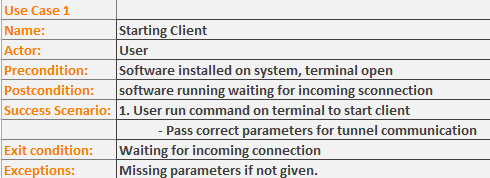 Use Case 1
Name: Starting Client
Actor: User
Precondition: Software installed on system, terminal open
Postcondition: software running waiting for incoming sconnection
Success Scenario: 1. User run command on terminal to start client
- Pass correct parameters for tunnel communication
Exit condition: Waiting for incoming connection
Exceptions: Missing parameters if not given.